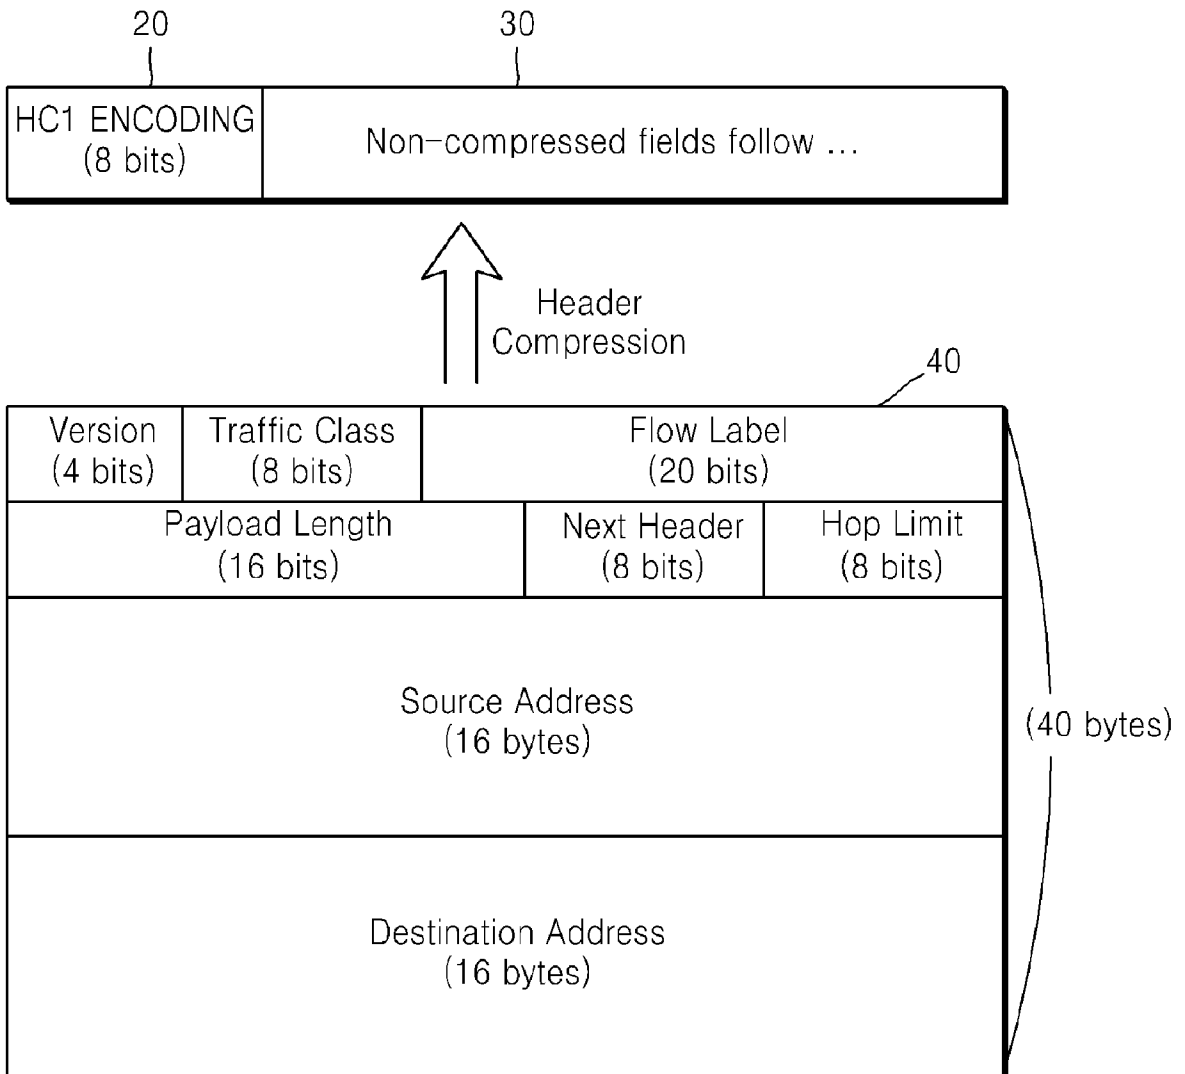 20
30
HC1 ENCODING
(8 bits)
Non-compressed fields follow ...
Header
Compression
40
Version
(4 bits)
Traffic Class
(8 bits)
Flow Label
(20 bits)
Payload Length
(16 bits)
Next Header
(8 bits)
Hop Limit
(8 bits)
Source Address
(16 bytes)
(40 bytes)
Destination Address
(16 bytes)